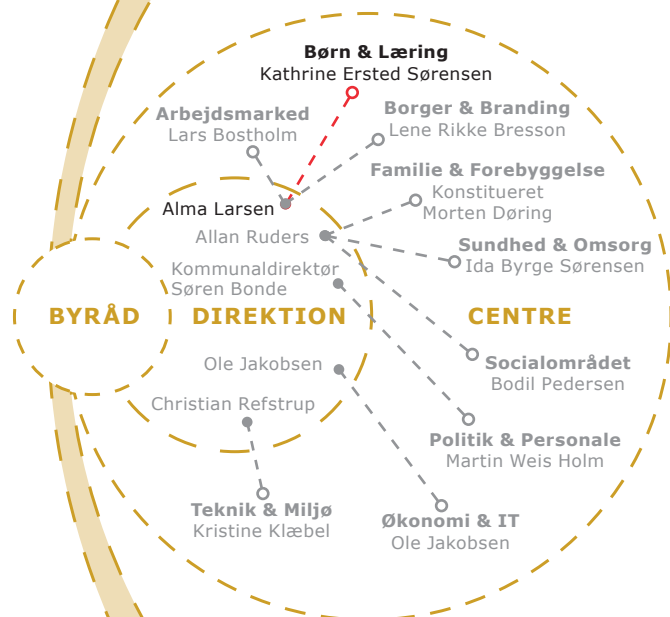 Børn & Læring
Kathrine Ersted Sørensen
Arbejdsmarked
Lars Bostholm
Borger & Branding
Lene Rikke Bresson
Familie & Forebyggelse
Konstitueret
Morten Døring
Alma Larsen
Allan Ruders
Sundhed & Omsorg
Ida Byrge Sørensen
Kommunaldirektør
Søren Bonde
BYRÅD
DIREKTION
CENTRE
Ole Jakobsen
Socialområdet
Bodil Pedersen
Christian Refstrup
Politik & Personale
Martin Weis Holm
Teknik & Miljø
Kristine Klæbel
Økonomi & IT
Ole Jakobsen